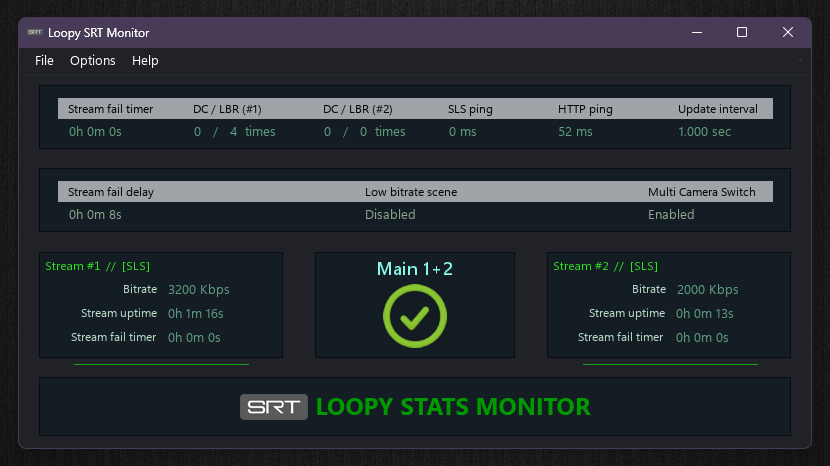 SRT Loopy SRT Monitor
File Options Help
Stream fail timer DC / LBR (#1) DC / LBR (#2) SLS ping HTTP ping Update interval
0h 0m 0s 0 / 4 times 0 / 0 times 0 ms 52 ms 1.000 sec
Stream fail delay Low bitrate scene Multi Camera Switch
0h 0m 8s Disabled Enabled
Stream #1 // [SLS]
Bitrate 3200 Kbps
Stream uptime 0h 1m 16s
Stream fail timer 0h 0m 0s
Main 1+2
Stream #2 // [SLS]
Bitrate 2000 Kbps
Stream uptime 0h 0m 13s
Stream fail timer 0h 0m 0s
SRT LOOPY STATS MONITOR